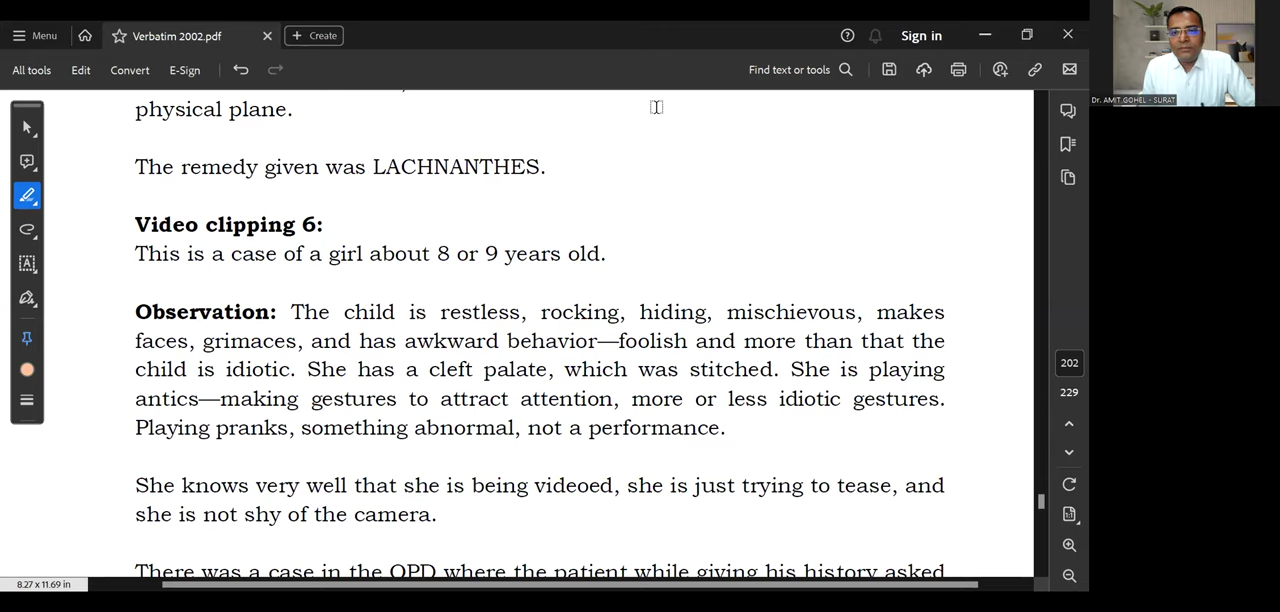 Menu
Verbatim 2002.pdf
Create
Sign in
All tools
Edit
Convert
E-Sign
Find text or tools
Dr. AMIT GOHEL - SURAT
physical plane.
The remedy given was LACHNANTHES.
Video clipping 6:
This is a case of a girl about 8 or 9 years old.
Observation: The child is restless, rocking, hiding, mischievous, makes
faces, grimaces, and has awkward behavior—foolish and more than that the
child is idiotic. She has a cleft palate, which was stitched. She is playing
antics—making gestures to attract attention, more or less idiotic gestures.
Playing pranks, something abnormal, not a performance.
She knows very well that she is being videoed, she is just trying to tease, and
she is not shy of the camera.
There was a case in the OPD where the patient while giving his history asked
202
229
8.27 x 11.69 in